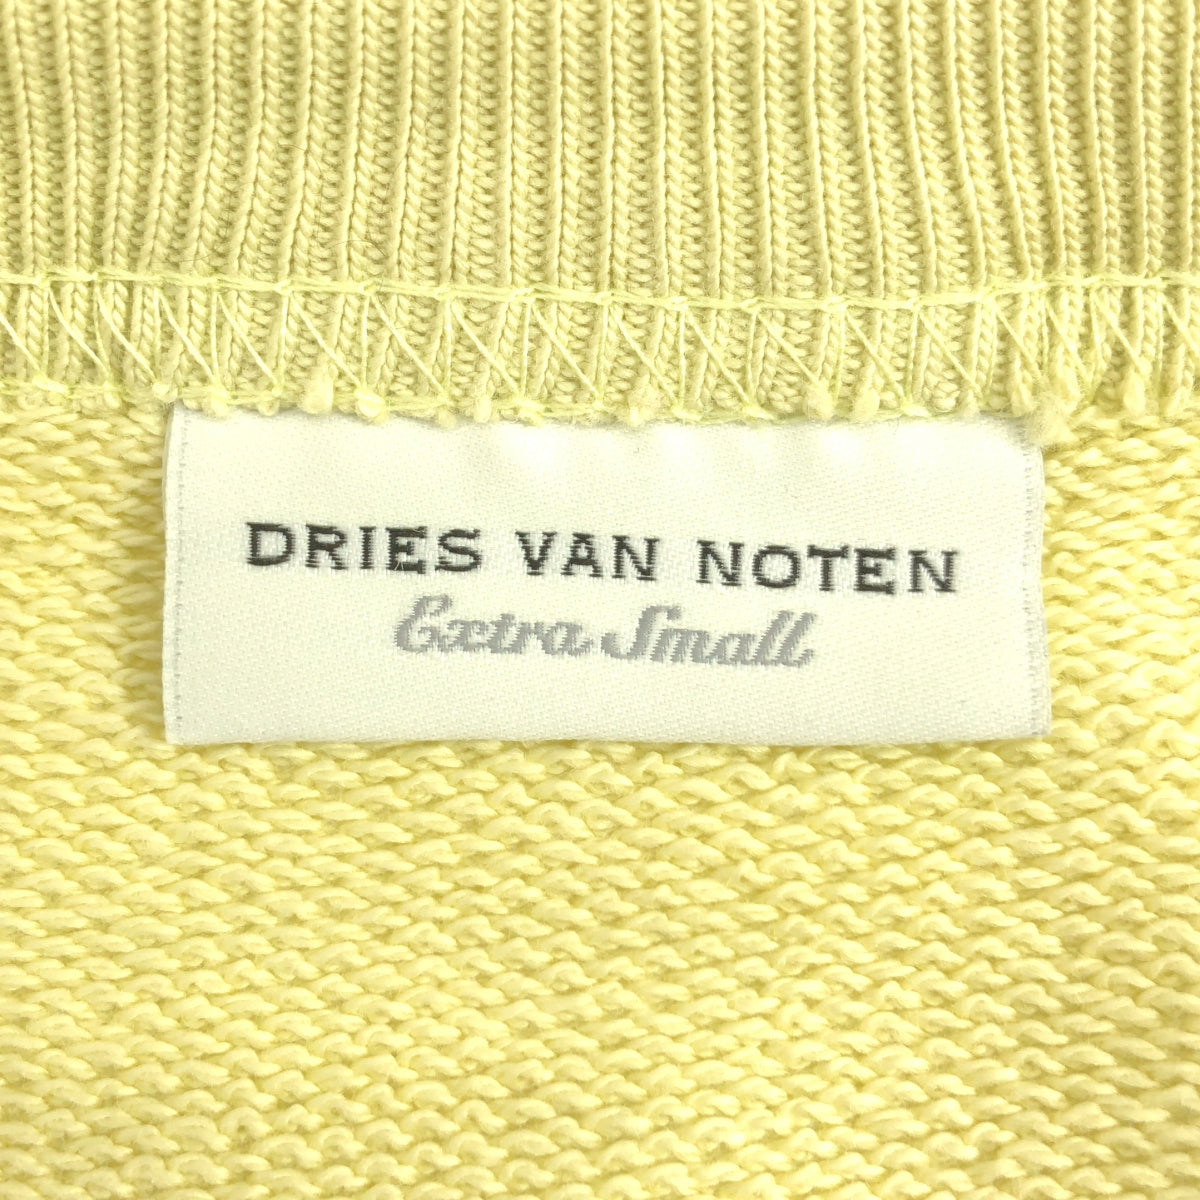 DRIES VAN NOTEN
Extra Small